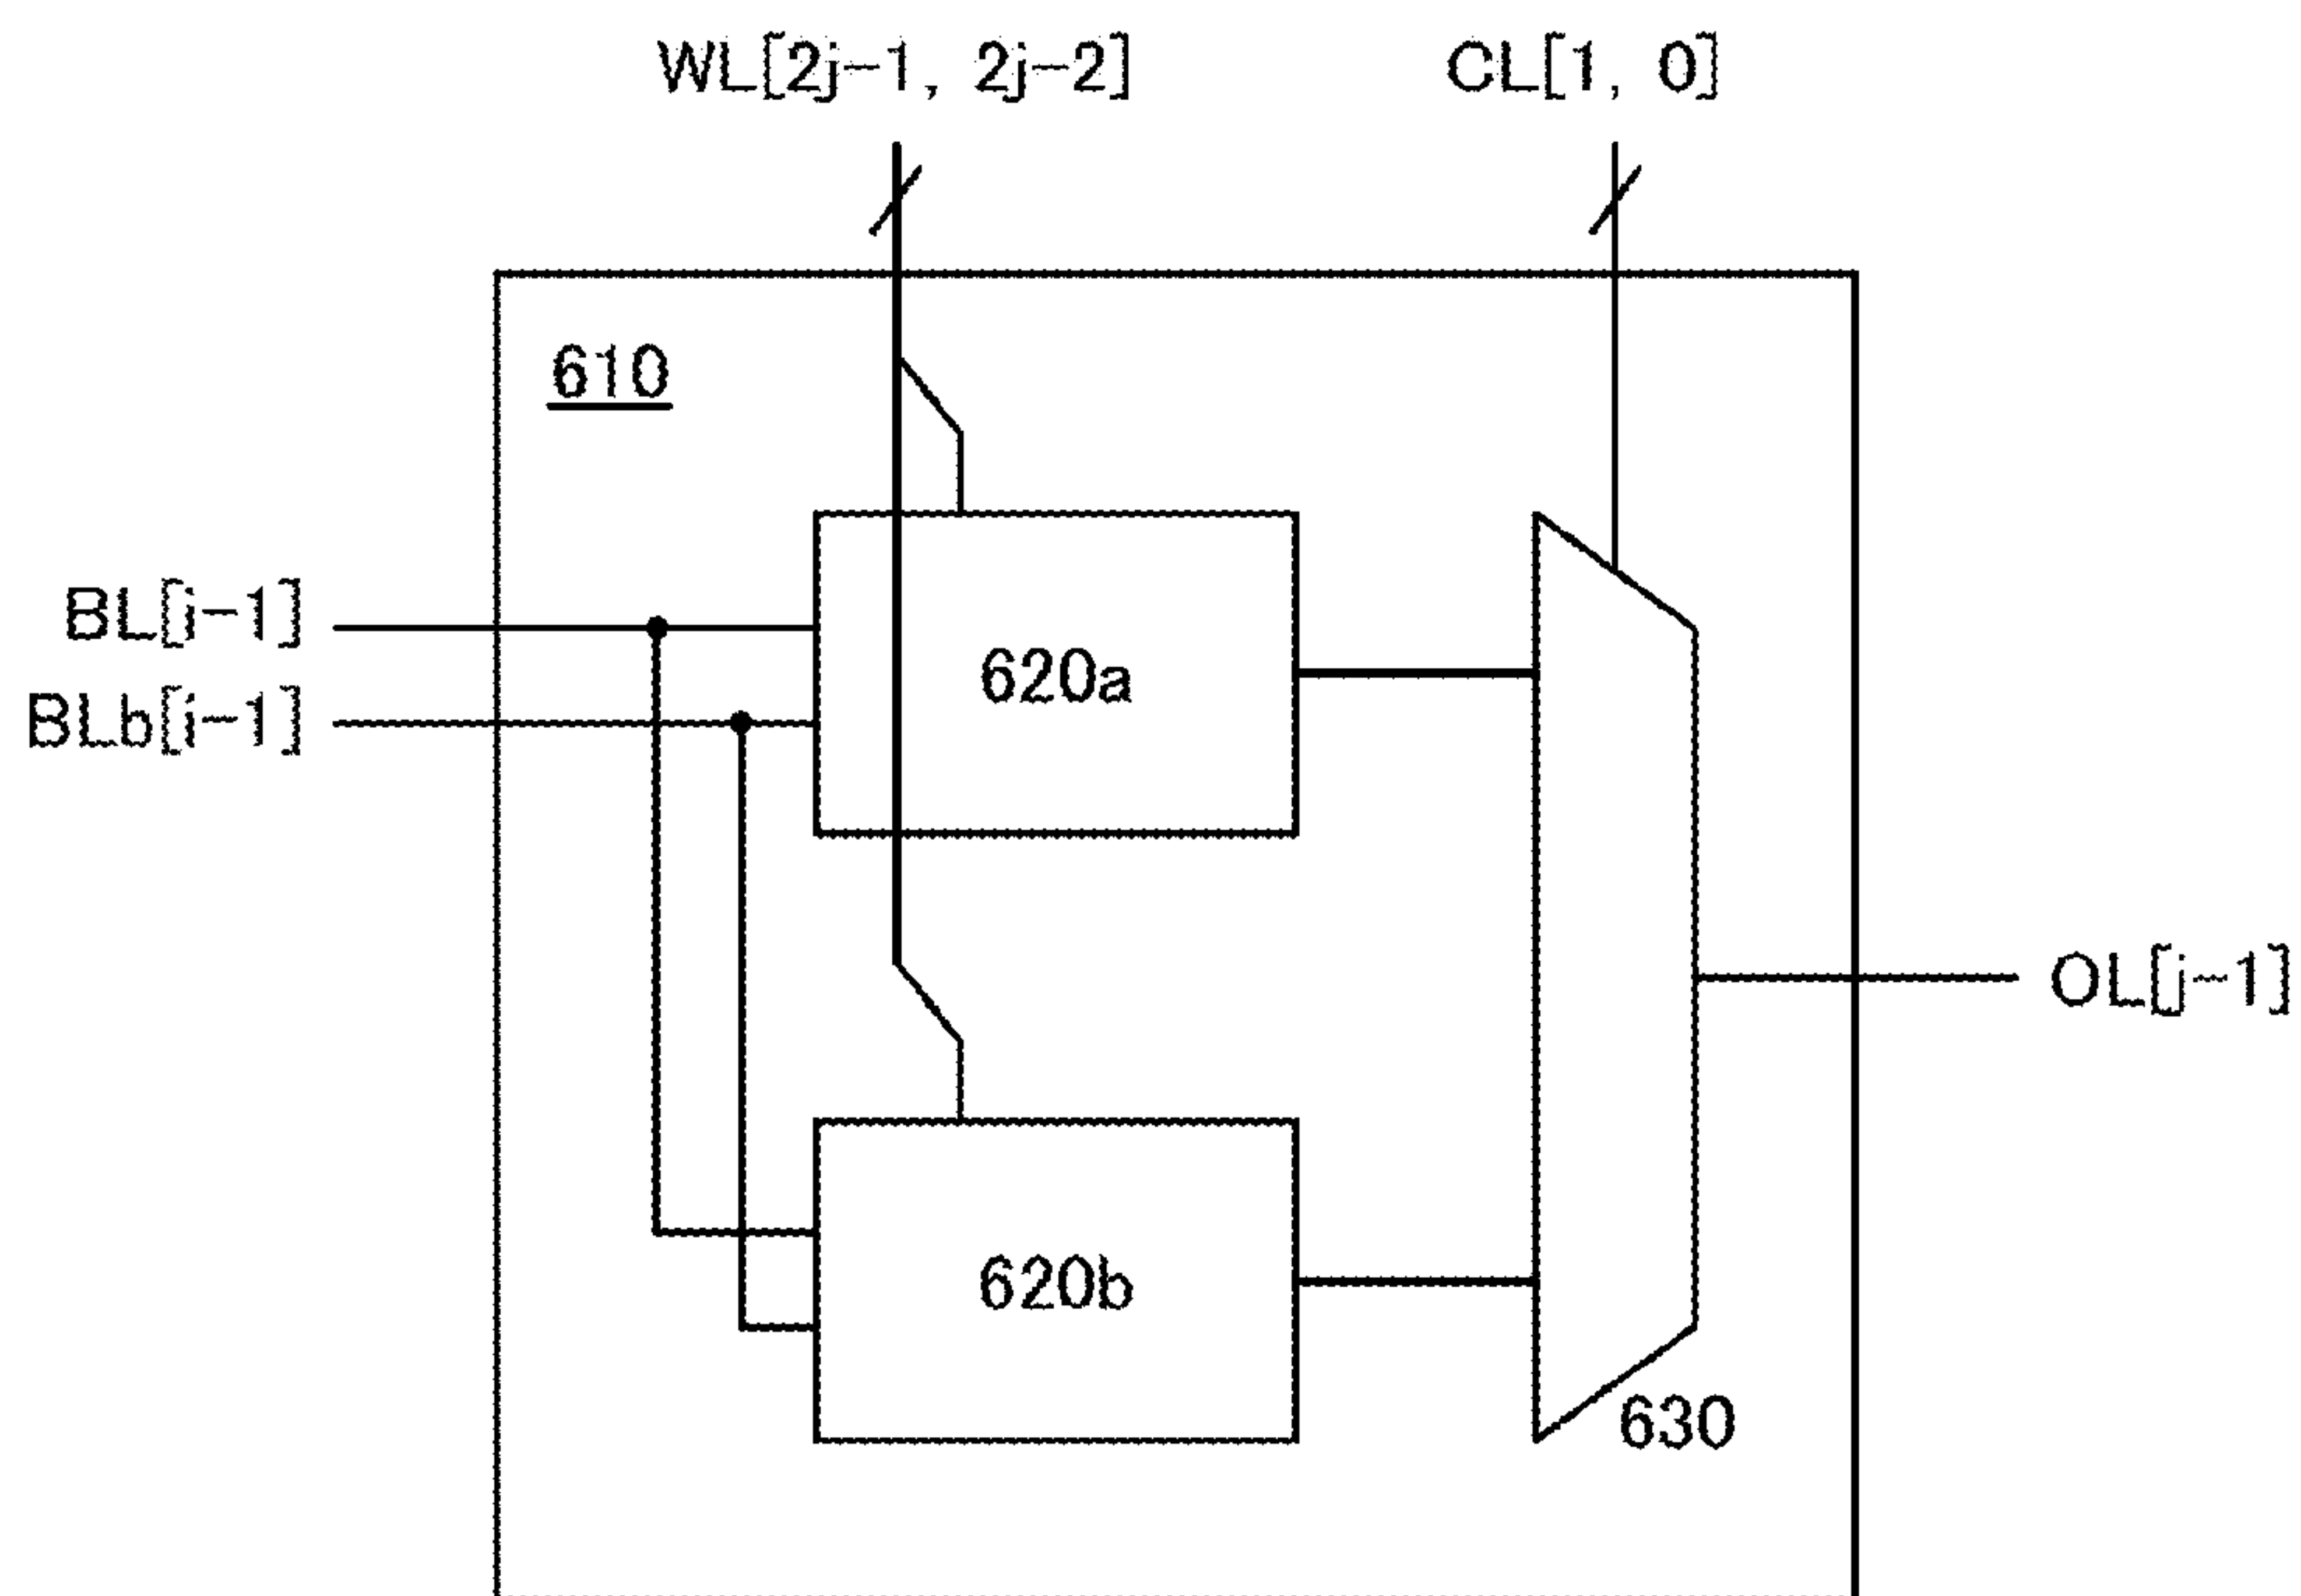 WL[2j-1, 2j-2]
CL[1, 0]
610
BL[i-1]
BLb[i-1]
620a
OL[j-1]
620b
630